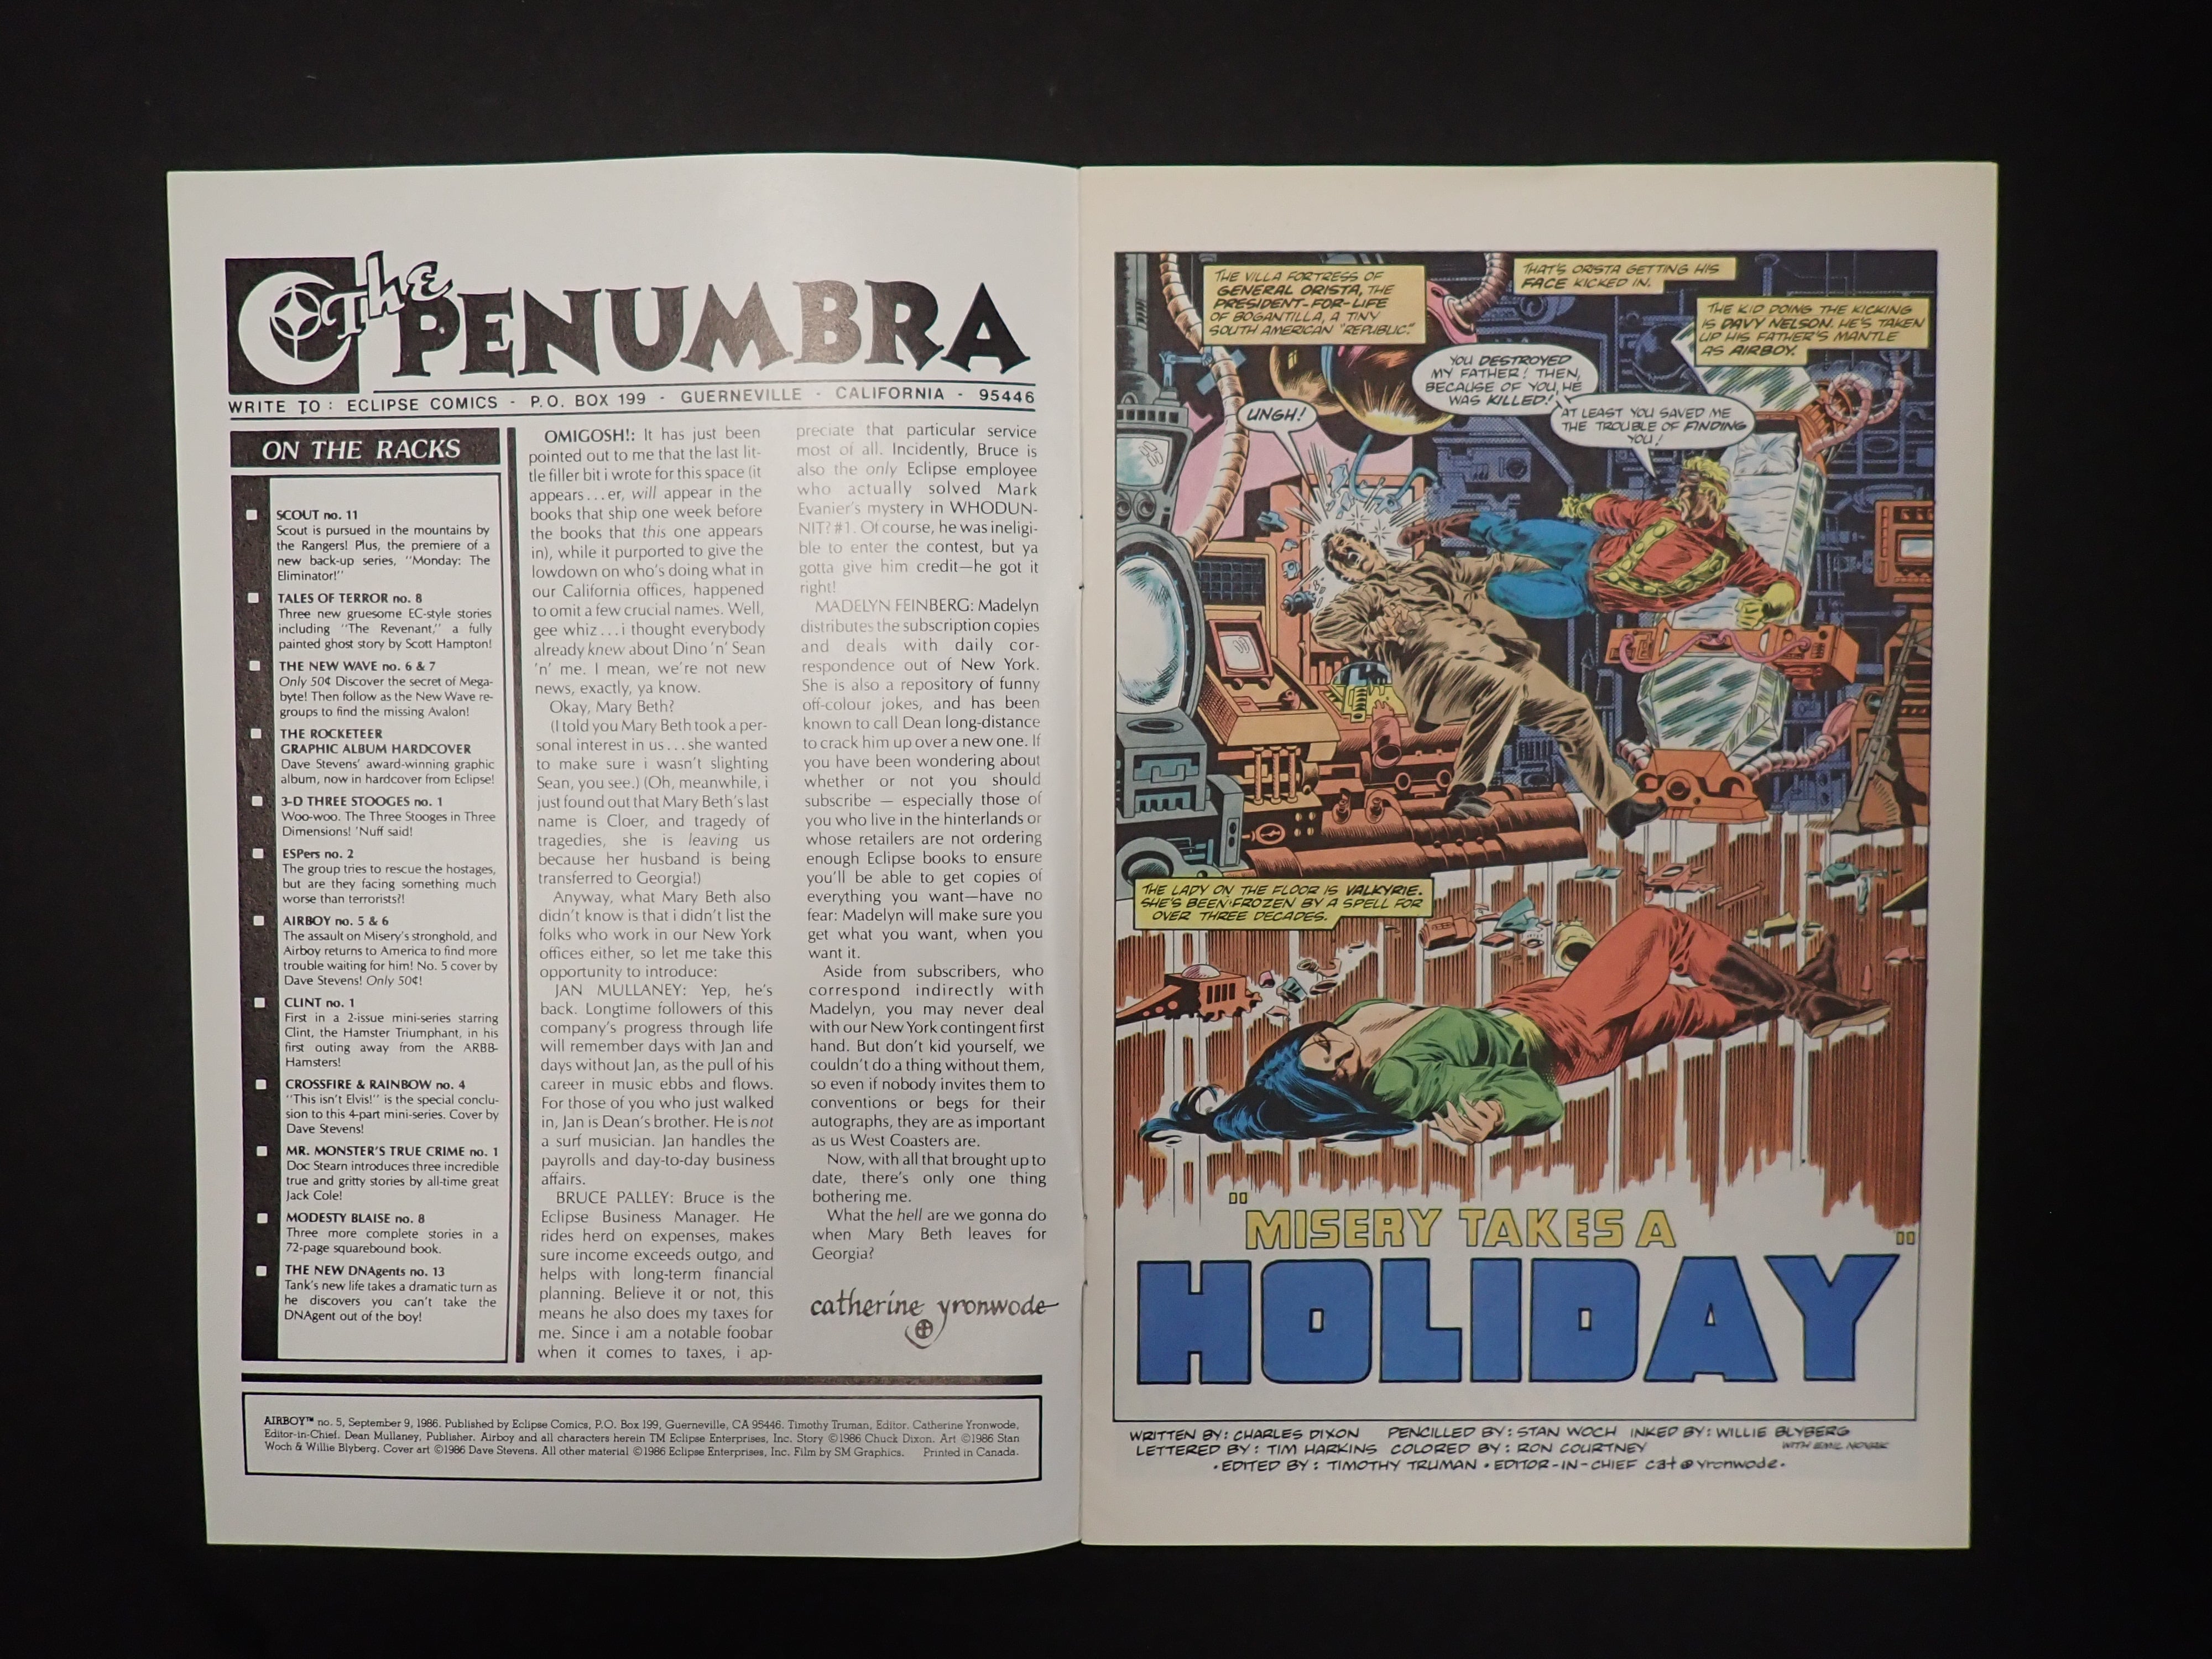 The PENUMBRA
WRITE TO: ECLIPSE COMICS - P.O. BOX 199 - GUERNEVILLE - CALIFORNIA - 95446
ON THE RACKS
SCOUT no. 11
Scout is pursued in the mountains by
the Rangers! Plus, the premiere of a
new back-up series, "Monday: The
Eliminator!"
TALES OF TERROR no. 8
Three new gruesome EC-style stories
including "The Revenant," a fully
painted ghost story by Scott Hampton!
THE NEW WAVE no. 6 & 7
Only 50¢ Discover the secret of Mega-
byte! Then follow as the New Wave re-
groups to find the missing Avalon!
THE ROCKETEER
GRAPHIC ALBUM HARDCOVER
Dave Stevens' award-winning graphic
album, now in hardcover from Eclipse!
3-D THREE STOOGES no. 1
Woo-woo. The Three Stooges in Three
Dimensions! 'Nuff said!
ESPers no. 2
The group tries to rescue the hostages,
but are they facing something much
worse than terrorists?!
AIRBOY no. 5 & 6
The assault on Misery's stronghold, and
Airboy returns to America to find more
trouble waiting for him! No. 5 cover by
Dave Stevens! Only 50¢!
CLINT no. 1
First in a 2-issue mini-series starring
Clint, the Hamster Triumphant, in his
first outing away from the ARBB-
Hamsters!
CROSSFIRE & RAINBOW no. 4
"This isn't Elvis!" is the special conclu-
sion to this 4-part mini-series. Cover by
Dave Stevens!
MR. MONSTER'S TRUE CRIME no. 1
Doc Stearn introduces three incredible
true and gritty stories by all-time great
Jack Cole!
MODESTY BLAISE no. 8
Three more complete stories in a
72-page squarebound book.
THE NEW DNAgents no. 13
Tank's new life takes a dramatic turn as
he discovers you can't take the
DNAgent out of the boy!
OMIGOSH!: It has just been
pointed out to me that the last lit-
tle filler bit i wrote for this space (it
appears...er, will appear in the
books that ship one week before
the books that this one appears
in), while it purported to give the
lowdown on who's doing what in
our California offices, happened
to omit a few crucial names. Well,
gee whiz...i thought everybody
already knew about Dino 'n' Sean
'n' me. I mean, we're not new
news, exactly, ya know.
Okay, Mary Beth?
(I told you Mary Beth took a per-
sonal interest in us...she wanted
to make sure i wasn't slighting
Sean, you see.) (Oh, meanwhile, i
just found out that Mary Beth's last
name is Cloer, and tragedy of
tragedies, she is leaving us
because her husband is being
transferred to Georgia!)
Anyway, what Mary Beth also
didn't know is that i didn't list the
folks who work in our New York
offices either, so let me take this
opportunity to introduce:
JAN MULLANEY: Yep, he's
back. Longtime followers of this
company's progress through life
will remember days with Jan and
days without Jan, as the pull of his
career in music ebbs and flows.
For those of you who just walked
in, Jan is Dean's brother. He is not
a surf musician. Jan handles the
payrolls and day-to-day business
affairs.
BRUCE PALLEY: Bruce is the
Eclipse Business Manager. He
rides herd on expenses, makes
sure income exceeds outgo, and
helps with long-term financial
planning. Believe it or not, this
means he also does my taxes for
me. Since i am a notable foobar
when it comes to taxes, i ap-
preciate that particular service
most of all. Incidently, Bruce is
also the only Eclipse employee
who actually solved Mark
Evanier's mystery in WHODUN-
NIT? #1. Of course, he was ineligi-
ble to enter the contest, but ya
gotta give him credit—he got it
right!
MADELYN FEINBERG: Madelyn
distributes the subscription copies
and deals with daily cor-
respondence out of New York.
She is also a repository of funny
off-colour jokes, and has been
known to call Dean long-distance
to crack him up over a new one. If
you have been wondering about
whether or not you should
subscribe — especially those of
you who live in the hinterlands or
whose retailers are not ordering
enough Eclipse books to ensure
you'll be able to get copies of
everything you want—have no
fear: Madelyn will make sure you
get what you want, when you
want it.
Aside from subscribers, who
correspond indirectly with
Madelyn, you may never deal
with our New York contingent first
hand. But don't kid yourself, we
couldn't do a thing without them,
so even if nobody invites them to
conventions or begs for their
autographs, they are as important
as us West Coasters are.
Now, with all that brought up to
date, there's only one thing
bothering me.
What the hell are we gonna do
when Mary Beth leaves for
Georgia?
catherine yronwode
AIRBOY™ no. 5, September 9, 1986. Published by Eclipse Comics, P.O. Box 199, Guerneville, CA 95446. Timothy Truman, Editor. Catherine Yronwode,
Editor-in-Chief. Dean Mullaney, Publisher. Airboy and all characters herein TM Eclipse Enterprises, Inc. Story ©1986 Chuck Dixon. Art ©1986 Stan
Woch & Willie Blyberg. Cover art ©1986 Dave Stevens. All other material ©1986 Eclipse Enterprises, Inc. Film by SM Graphics. Printed in Canada.
THE VILLA FORTRESS OF
GENERAL ORISTA, THE
PRESIDENT-FOR-LIFE
OF BOGANTILLA, A TINY
SOUTH AMERICAN "REPUBLIC."
THAT'S ORISTA GETTING HIS
FACE KICKED IN.
THE KID DOING THE KICKING
IS DAVY NELSON. HE'S TAKEN
UP HIS FATHER'S MANTLE
AS AIRBOY.
UNGH!
YOU DESTROYED
MY FATHER! THEN,
BECAUSE OF YOU, HE
WAS KILLED!
AT LEAST YOU SAVED ME
THE TROUBLE OF FINDING
YOU!
THE LADY ON THE FLOOR IS VALKYRIE.
SHE'S BEEN FROZEN BY A SPELL FOR
OVER THREE DECADES.
"MISERY TAKES A
HOLIDAY"
WRITTEN BY: CHARLES DIXON PENCILLED BY: STAN WOCH INKED BY: WILLIE BLYBERG
LETTERED BY: TIM HARKINS COLORED BY: RON COURTNEY WITH EMIL NOVAK
• EDITED BY: TIMOTHY TRUMAN • EDITOR-IN-CHIEF cat ⊕ yronwode •